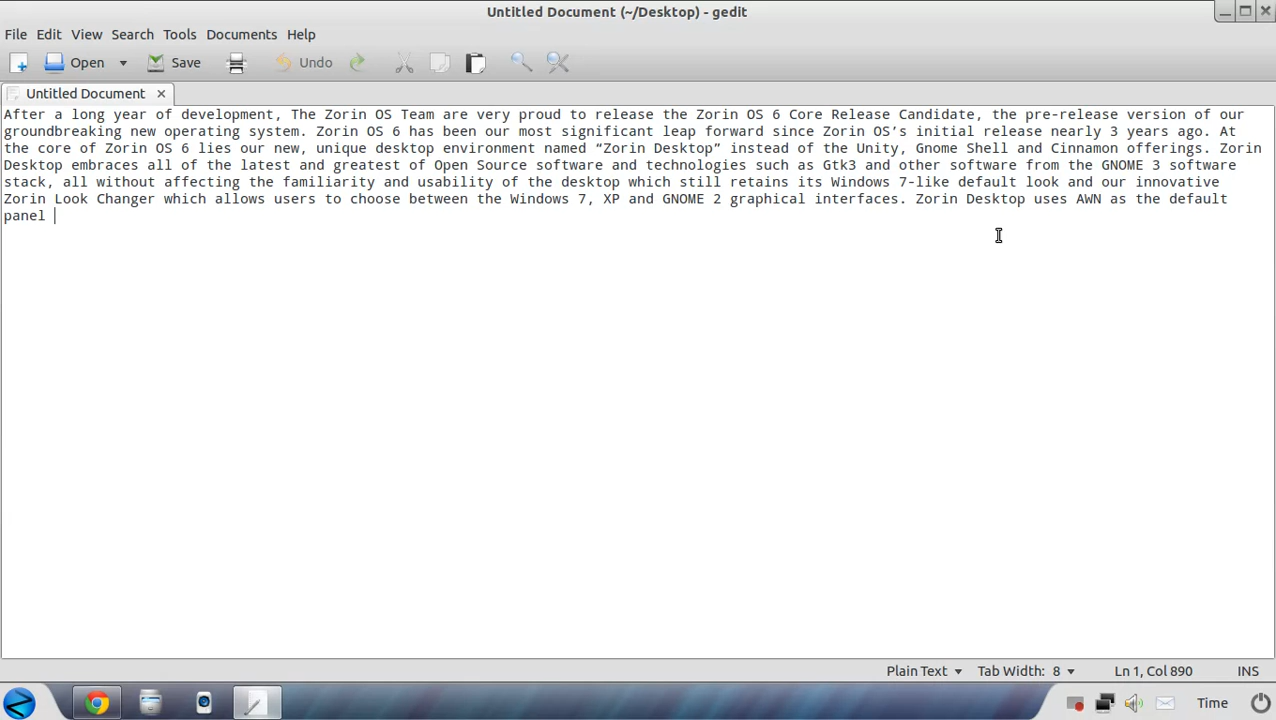 Untitled Document (~/Desktop) - gedit
File Edit View Search Tools Documents Help
Open Save Undo
Untitled Document
After a long year of development, The Zorin OS Team are very proud to release the Zorin OS 6 Core Release Candidate, the pre-release version of our
groundbreaking new operating system. Zorin OS 6 has been our most significant leap forward since Zorin OS’s initial release nearly 3 years ago. At
the core of Zorin OS 6 lies our new, unique desktop environment named “Zorin Desktop” instead of the Unity, Gnome Shell and Cinnamon offerings. Zorin
Desktop embraces all of the latest and greatest of Open Source software and technologies such as Gtk3 and other software from the GNOME 3 software
stack, all without affecting the familiarity and usability of the desktop which still retains its Windows 7-like default look and our innovative
Zorin Look Changer which allows users to choose between the Windows 7, XP and GNOME 2 graphical interfaces. Zorin Desktop uses AWN as the default
panel
Plain Text Tab Width: 8 Ln 1, Col 890 INS
Time